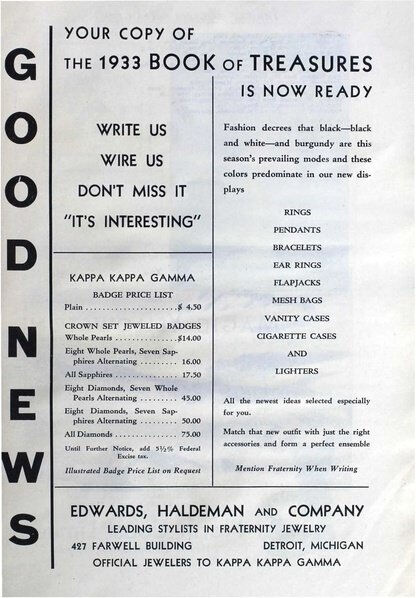 GOOD NEWS
YOUR COPY OF
THE 1933 BOOK OF TREASURES
IS NOW READY
WRITE US
WIRE US
DON'T MISS IT
"IT'S INTERESTING"
KAPPA KAPPA GAMMA
BADGE PRICE LIST
Plain ........................$ 4.50
CROWN SET JEWELED BADGES
Whole Pearls ................$14.00
Eight Whole Pearls, Seven Sap-
phires Alternating .......... 16.00
All Sapphires ................ 17.50
Eight Diamonds, Seven Whole
Pearls Alternating ........... 45.00
Eight Diamonds, Seven Sap-
phires Alternating .......... 50.00
All Diamonds ................ 75.00
Until Further Notice, add 5½% Federal
Excise tax.
Illustrated Badge Price List on Request
Fashion decrees that black—black
and white—and burgundy are this
season's prevailing modes and these
colors predominate in our new dis-
plays
RINGS
PENDANTS
BRACELETS
EAR RINGS
FLAPJACKS
MESH BAGS
VANITY CASES
CIGARETTE CASES
AND
LIGHTERS
All the newest ideas selected especially
for you.
Match that new outfit with just the right
accessories and form a perfect ensemble
Mention Fraternity When Writing
EDWARDS, HALDEMAN AND COMPANY
LEADING STYLISTS IN FRATERNITY JEWELRY
427 FARWELL BUILDING DETROIT, MICHIGAN
OFFICIAL JEWELERS TO KAPPA KAPPA GAMMA